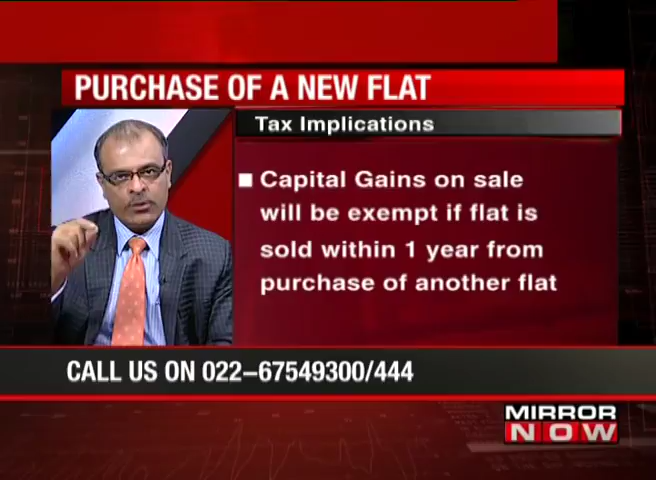 PURCHASE OF A NEW FLAT
Tax Implications
Capital Gains on sale
will be exempt if flat is
sold within 1 year from
purchase of another flat
CALL US ON 022–67549300/444
MIRROR
NOW